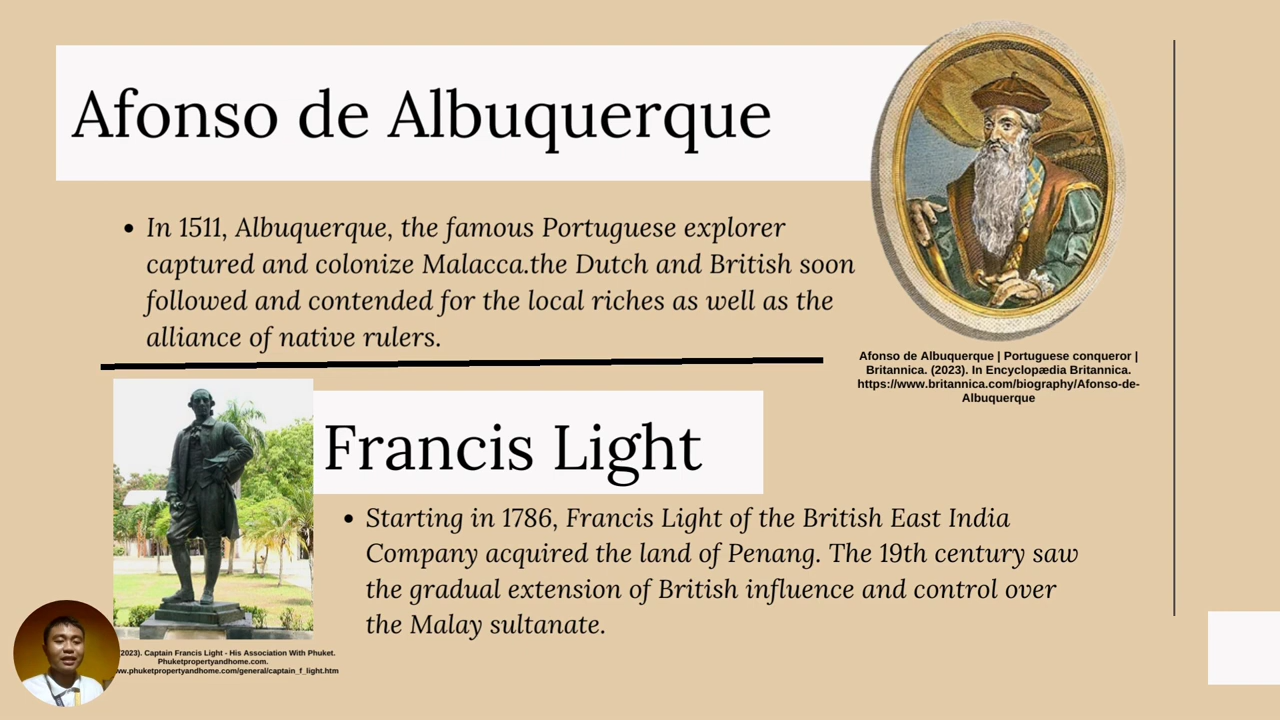 Afonso de Albuquerque
• In 1511, Albuquerque, the famous Portuguese explorer
captured and colonize Malacca.the Dutch and British soon
followed and contended for the local riches as well as the
alliance of native rulers.
Afonso de Albuquerque | Portuguese conqueror |
Britannica. (2023). In Encyclopædia Britannica.
https://www.britannica.com/biography/Afonso-de-
Albuquerque
Francis Light
• Starting in 1786, Francis Light of the British East India
Company acquired the land of Penang. The 19th century saw
the gradual extension of British influence and control over
the Malay sultanate.
2023). Captain Francis Light - His Association With Phuket.
Phuketpropertyandhome.com.
w.phuketpropertyandhome.com/general/captain_f_light.htm